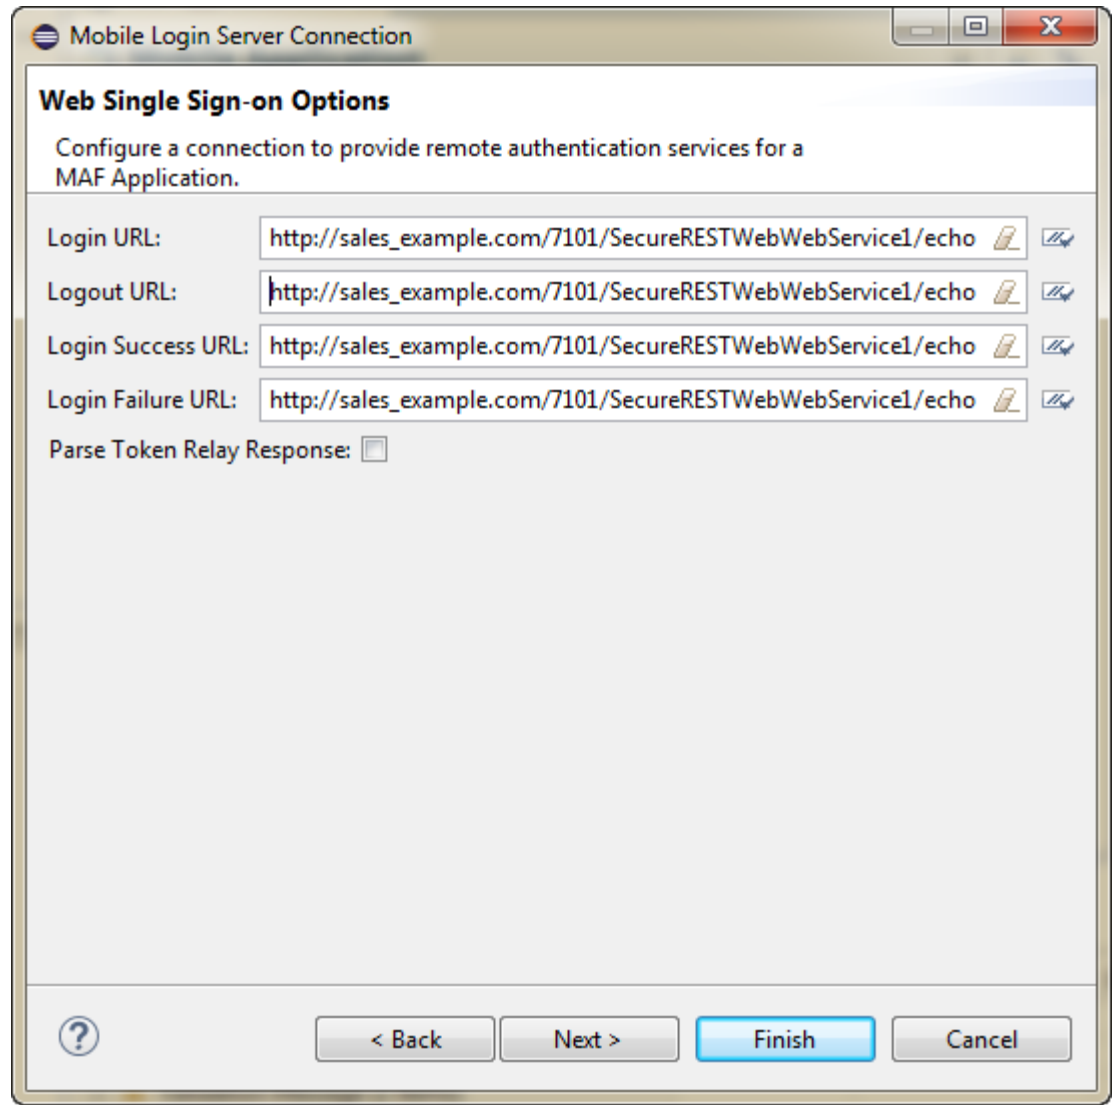 Mobile Login Server Connection
Web Single Sign-on Options
Configure a connection to provide remote authentication services for a
MAF Application.
Login URL: http://sales_example.com/7101/SecureRESTWebWebService1/echo
Logout URL: http://sales_example.com/7101/SecureRESTWebWebService1/echo
Login Success URL: http://sales_example.com/7101/SecureRESTWebWebService1/echo
Login Failure URL: http://sales_example.com/7101/SecureRESTWebWebService1/echo
Parse Token Relay Response:
? < Back Next > Finish Cancel